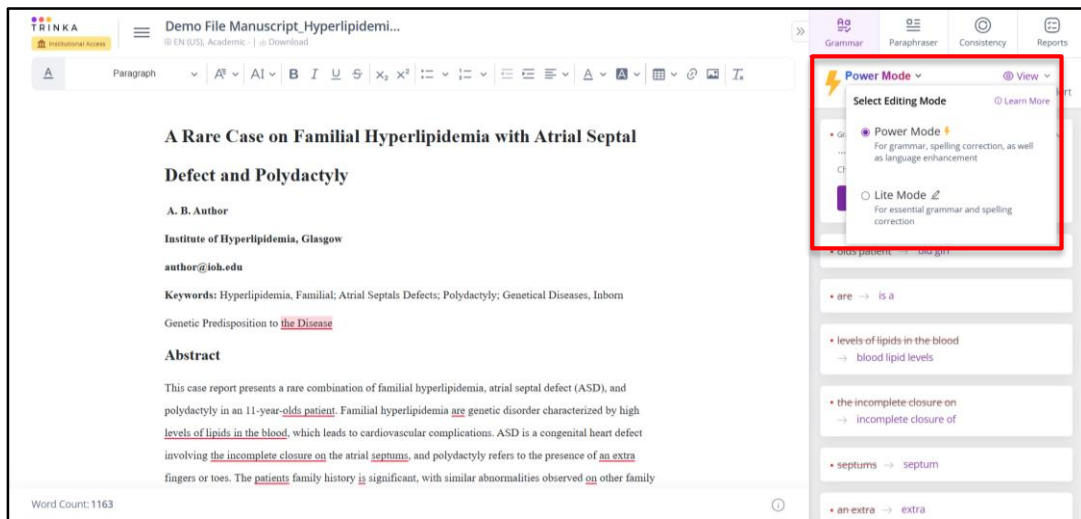 TRINKA
Institutional Access
Demo File Manuscript_Hyperlipidemi...
EN (US), Academic - | Download
Grammar
Paraphraser
Consistency
Reports
A Paragraph A AI B I U S X₂ X² A A Tx
Power Mode
View
Select Editing Mode
Learn More
Power Mode
For grammar, spelling correction, as well
as language enhancement
Lite Mode
For essential grammar and spelling
correction
A Rare Case on Familial Hyperlipidemia with Atrial Septal
Defect and Polydactyly
A. B. Author
Institute of Hyperlipidemia, Glasgow
author@ioh.edu
Keywords: Hyperlipidemia, Familial; Atrial Septals Defects; Polydactyly; Genetical Diseases, Inborn
Genetic Predisposition to the Disease
Abstract
This case report presents a rare combination of familial hyperlipidemia, atrial septal defect (ASD), and
polydactyly in an 11-year-olds patient. Familial hyperlipidemia are genetic disorder characterized by high
levels of lipids in the blood, which leads to cardiovascular complications. ASD is a congenital heart defect
involving the incomplete closure on the atrial septums, and polydactyly refers to the presence of an extra
fingers or toes. The patients family history is significant, with similar abnormalities observed on other family
olds patient → old girl
are → is a
levels of lipids in the blood
→ blood lipid levels
the incomplete closure on
→ incomplete closure of
septums → septum
an extra → extra
Word Count: 1163